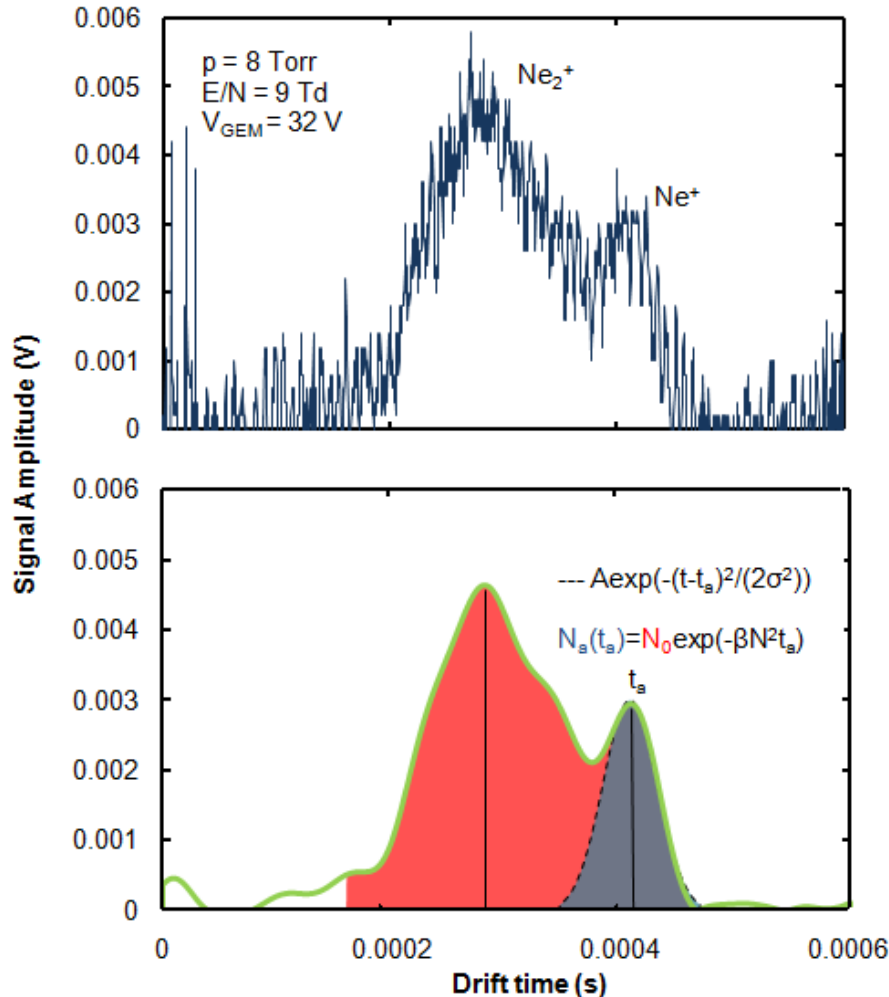 0.006
0.005
0.004
0.003
0.002
0.001
0
p = 8 Torr
E/N = 9 Td
V_GEM = 32 V
Ne₂⁺
Ne⁺
Signal Amplitude (V)
0.006
0.005
0.004
0.003
0.002
0.001
0
--- Aexp(-(t-tₐ)²/(2σ²))
Nₐ(tₐ)=N₀exp(-βN²tₐ)
tₐ
0
0.0002
0.0004
0.0006
Drift time (s)